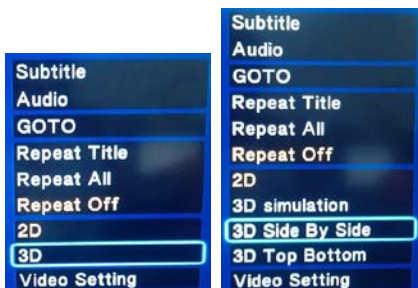 Subtitle
Audio
GOTO
Repeat Title
Repeat All
Repeat Off
2D
3D
Video Setting
Subtitle
Audio
GOTO
Repeat Title
Repeat All
Repeat Off
2D
3D simulation
3D Side By Side
3D Top Bottom
Video Setting